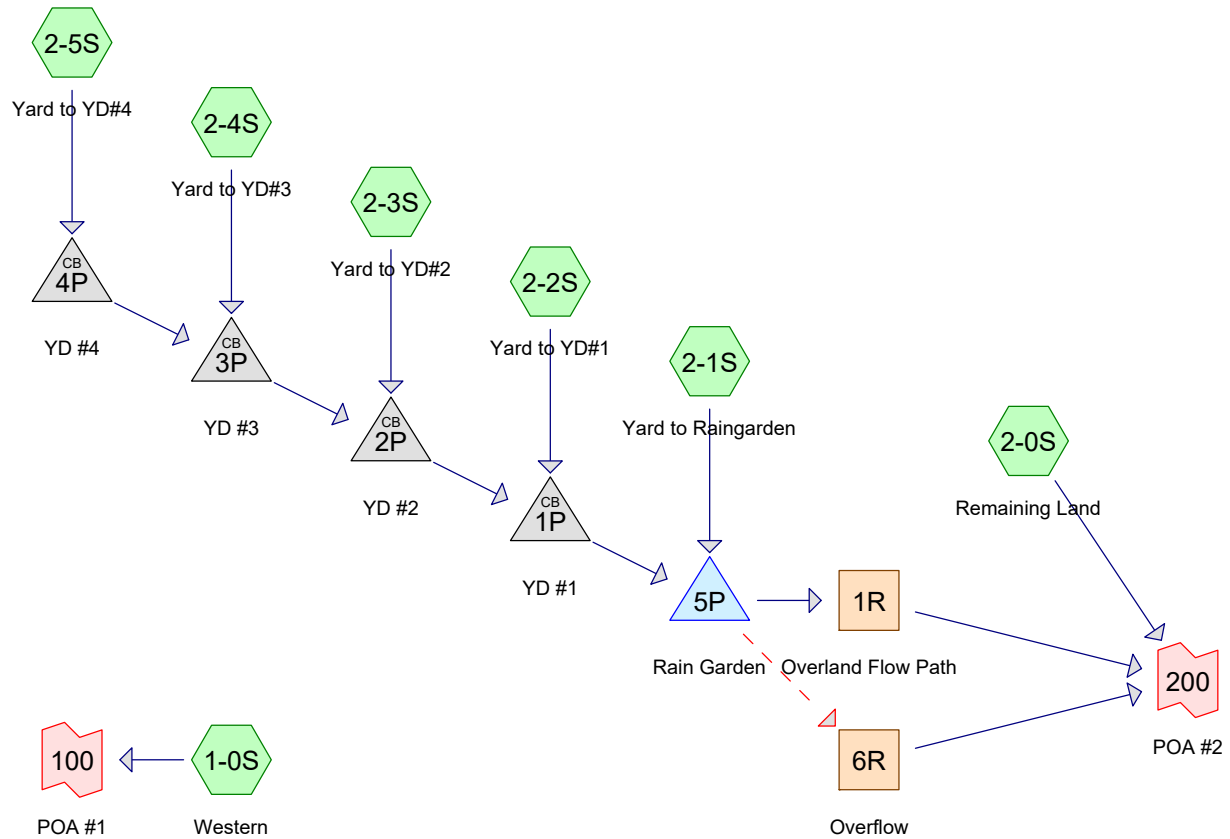 2-5S
Yard to YD#4
2-4S
Yard to YD#3
2-3S
Yard to YD#2
2-2S
Yard to YD#1
2-1S
Yard to Raingarden
2-0S
Remaining Land
CB
4P
YD #4
CB
3P
YD #3
CB
2P
YD #2
CB
1P
YD #1
5P
Rain Garden
1R
Overland Flow Path
6R
Overflow
200
POA #2
100
POA #1
1-0S
Western